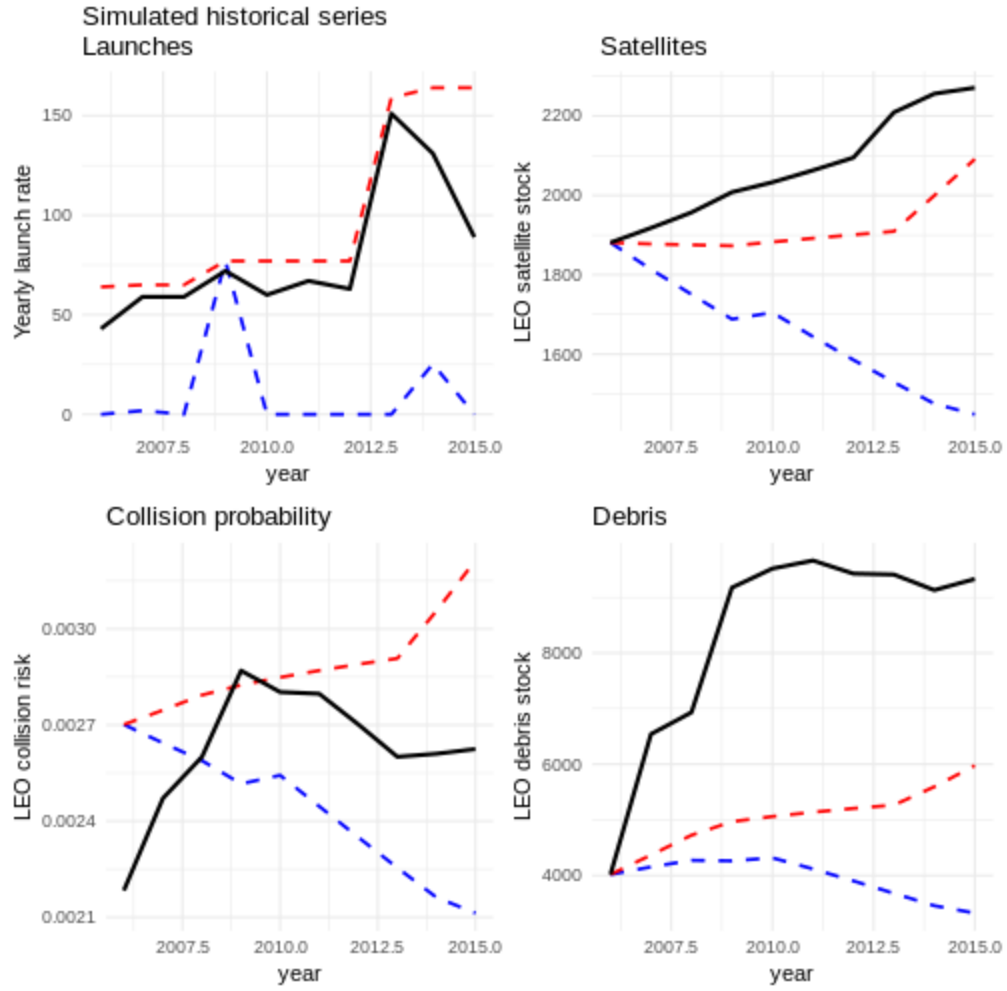 Simulated historical series
Launches
Yearly launch rate
150
100
50
0
2007.5 2010.0 2012.5 2015.0
year
Satellites
LEO satellite stock
2200
2000
1800
1600
2007.5 2010.0 2012.5 2015.0
year
Collision probability
LEO collision risk
0.0030
0.0027
0.0024
0.0021
2007.5 2010.0 2012.5 2015.0
year
Debris
LEO debris stock
8000
6000
4000
2007.5 2010.0 2012.5 2015.0
year